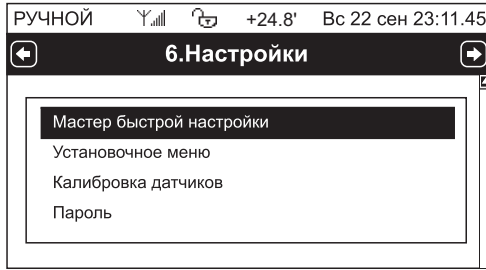 РУЧНОЙ +24.8' Вс 22 сен 23:11.45
6.Настройки
Мастер быстрой настройки
Установочное меню
Калибровка датчиков
Пароль